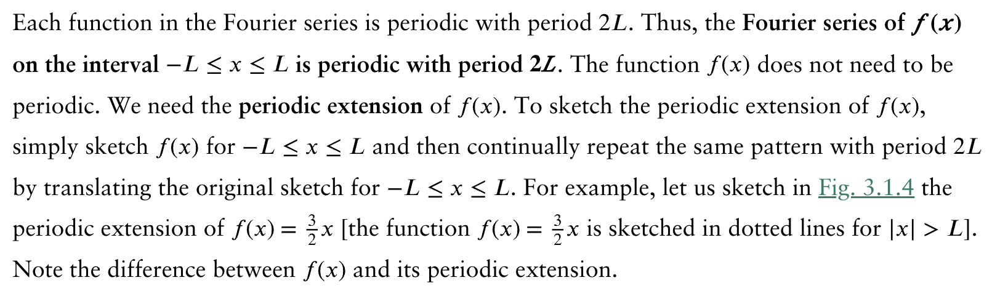 Each function in the Fourier series is periodic with period 2L. Thus, the Fourier series of f(x)
on the interval −L ≤ x ≤ L is periodic with period 2L. The function f(x) does not need to be
periodic. We need the periodic extension of f(x). To sketch the periodic extension of f(x),
simply sketch f(x) for −L ≤ x ≤ L and then continually repeat the same pattern with period 2L
by translating the original sketch for −L ≤ x ≤ L. For example, let us sketch in Fig. 3.1.4 the
periodic extension of f(x) = 3/2 x [the function f(x) = 3/2 x is sketched in dotted lines for |x| > L].
Note the difference between f(x) and its periodic extension.